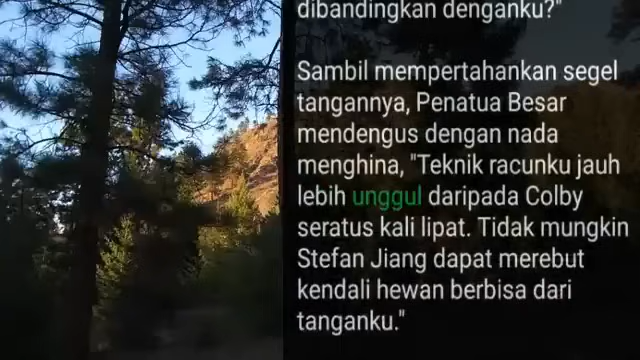 dibandingkan denganku?"
Sambil mempertahankan segel
tangannya, Penatua Besar
mendengus dengan nada
menghina, "Teknik racunku jauh
lebih unggul daripada Colby
seratus kali lipat. Tidak mungkin
Stefan Jiang dapat merebut
kendali hewan berbisa dari
tanganku."